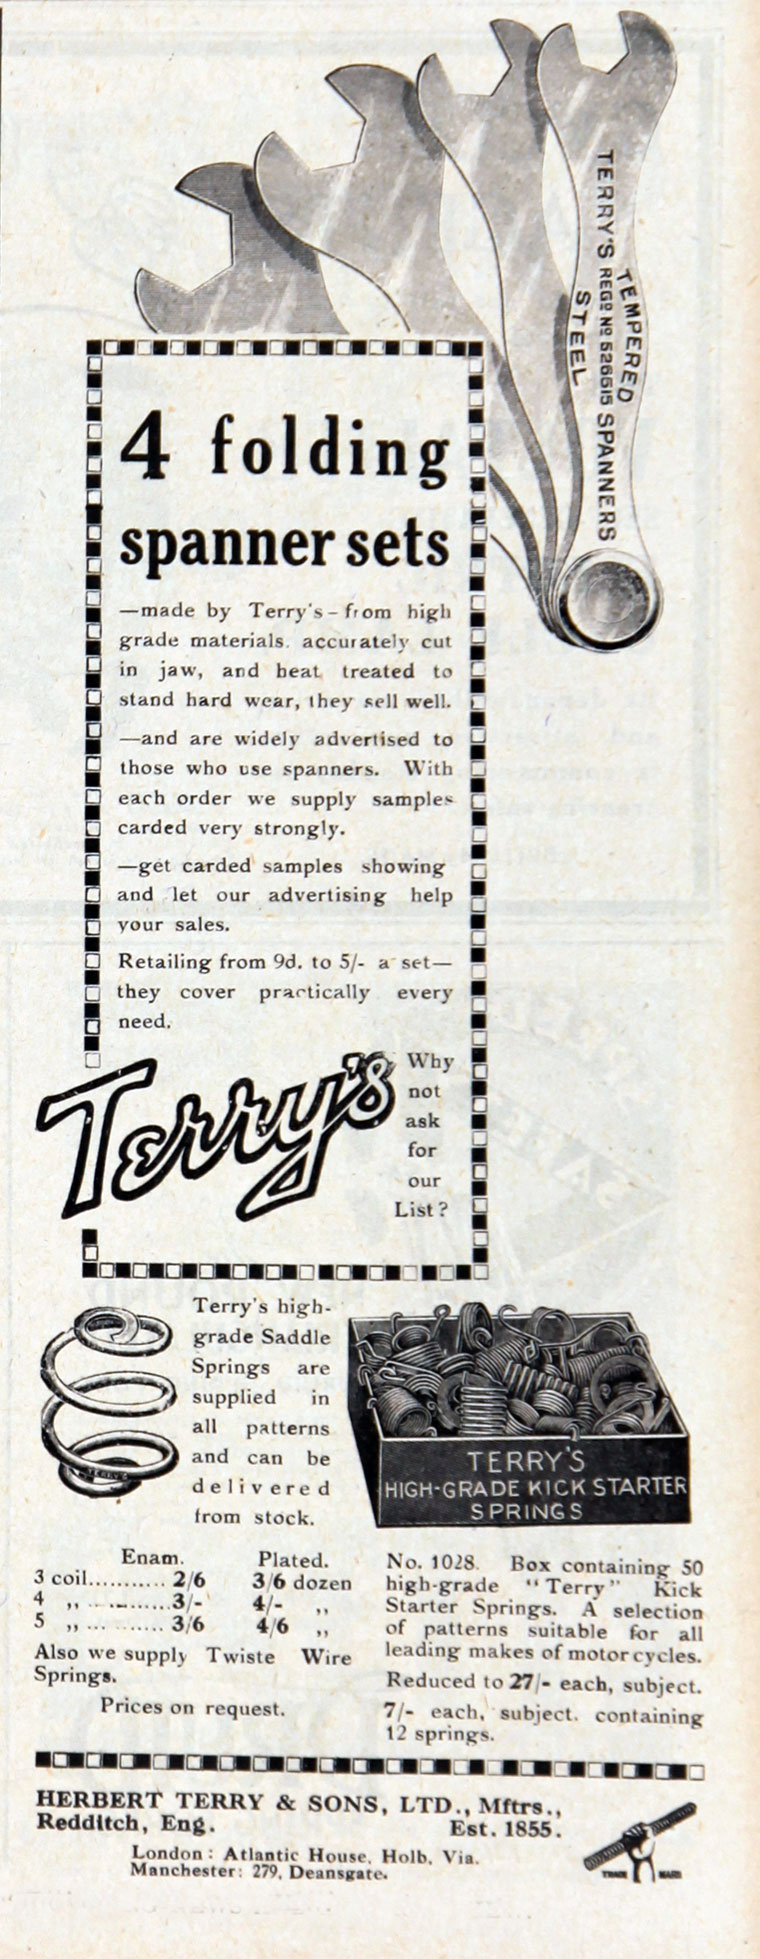 TEMPERED
TERRY'S REGD No 526515 SPANNERS
STEEL
4 folding
spanner sets
—made by Terry's - from high
grade materials. accurately cut
in jaw, and heat treated to
stand hard wear, they sell well.
—and are widely advertised to
those who use spanners. With
each order we supply samples
carded very strongly.
—get carded samples showing
and let our advertising help
your sales.
Retailing from 9d. to 5/- a set—
they cover practically every
need.
Terry's
Why
not
ask
for
our
List?
Terry's high-
grade Saddle
Springs are
supplied in
all patterns
and can be
delivered
from stock.
TERRY'S
TERRY'S
HIGH-GRADE KICK STARTER
SPRINGS
Enam. Plated.
3 coil........... 2/6 3/6 dozen
4 ,, ............3/- 4/- ,,
5 ,, ............ 3/6 4/6 ,,
Also we supply Twiste Wire
Springs.
Prices on request.
No. 1028. Box containing 50
high-grade "Terry" Kick
Starter Springs. A selection
of patterns suitable for all
leading makes of motor cycles.
Reduced to 27/- each, subject.
7/- each, subject. containing
12 springs.
HERBERT TERRY & SONS, LTD., Mftrs.,
Redditch, Eng. Est. 1855.
London: Atlantic House, Holb. Via.
Manchester: 279, Deansgate.
TRADE MARK